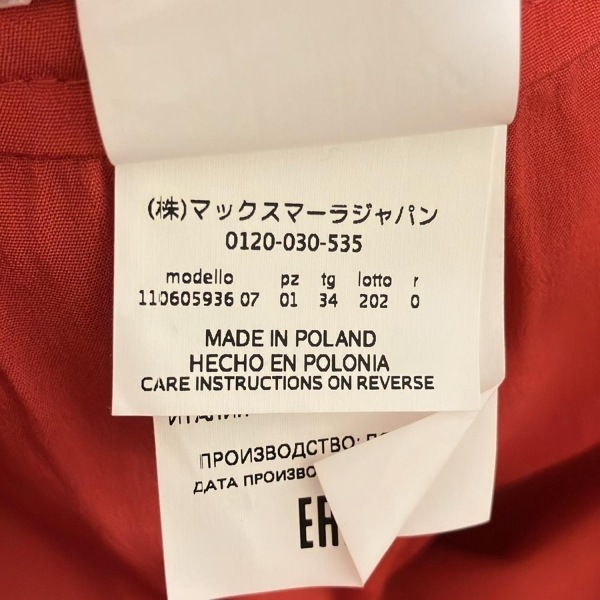 (株)マックスマーラジャパン
0120-030-535
modello pz tg lotto r
110605936 07 01 34 202 0
MADE IN POLAND
HECHO EN POLONIA
CARE INSTRUCTIONS ON REVERSE
ПРОИЗВОДСТВО:
ДАТА